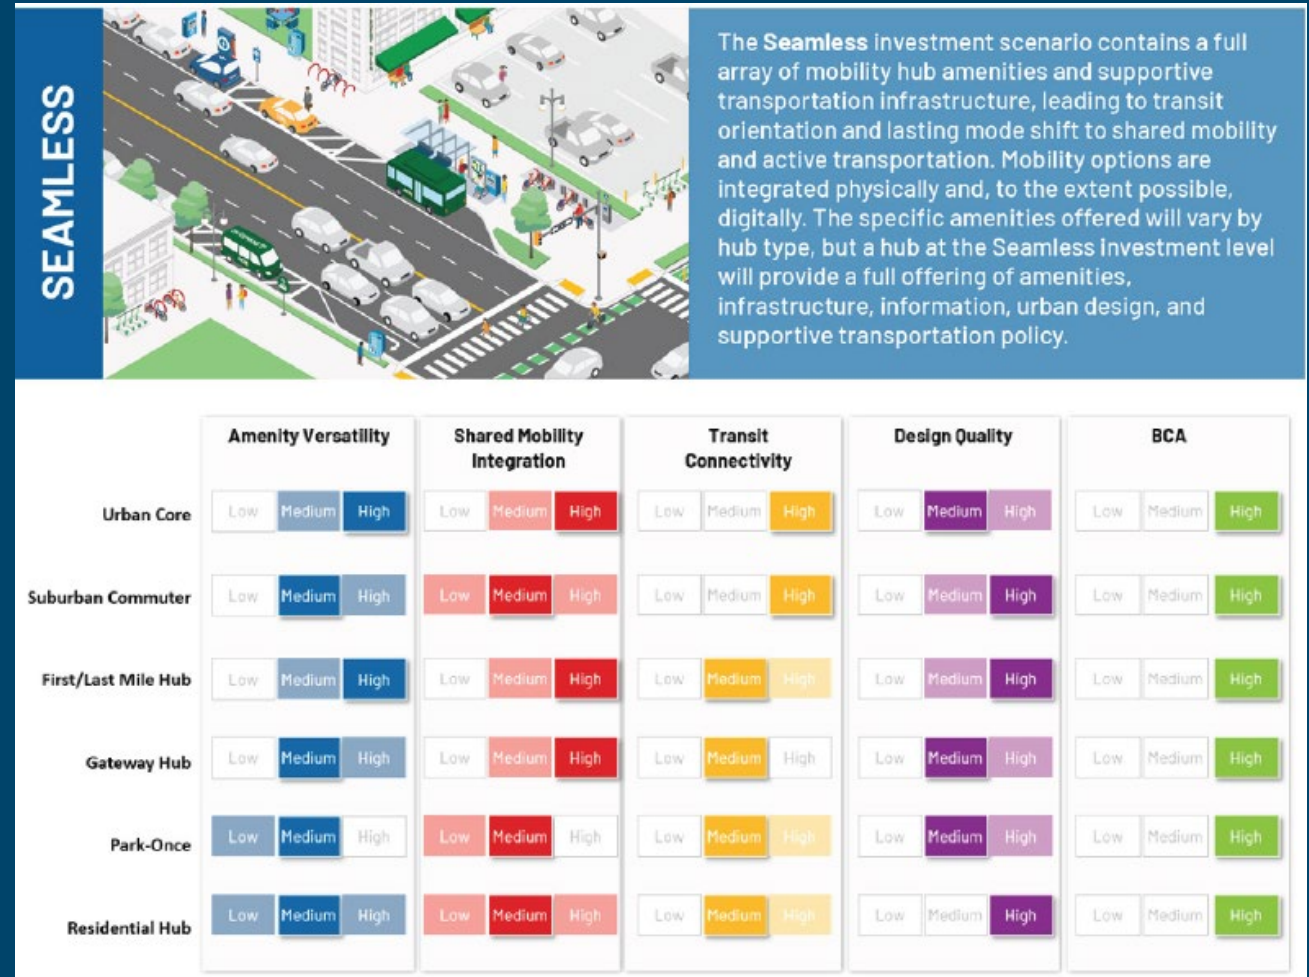 SEAMLESS
The Seamless investment scenario contains a full
array of mobility hub amenities and supportive
transportation infrastructure, leading to transit
orientation and lasting mode shift to shared mobility
and active transportation. Mobility options are
integrated physically and, to the extent possible,
digitally. The specific amenities offered will vary by
hub type, but a hub at the Seamless investment level
will provide a full offering of amenities,
infrastructure, information, urban design, and
supportive transportation policy.
Amenity Versatility
Shared Mobility
Integration
Transit
Connectivity
Design Quality
BCA
Urban Core Low Medium High Low Medium High Low Medium High Low Medium High Low Medium High
Suburban Commuter Low Medium High Low Medium High Low Medium High Low Medium High Low Medium High
First/Last Mile Hub Low Medium High Low Medium High Low Medium High Low Medium High Low Medium High
Gateway Hub Low Medium High Low Medium High Low Medium High Low Medium High Low Medium High
Park-Once Low Medium High Low Medium High Low Medium High Low Medium High Low Medium High
Residential Hub Low Medium High Low Medium High Low Medium High Low Medium High Low Medium High